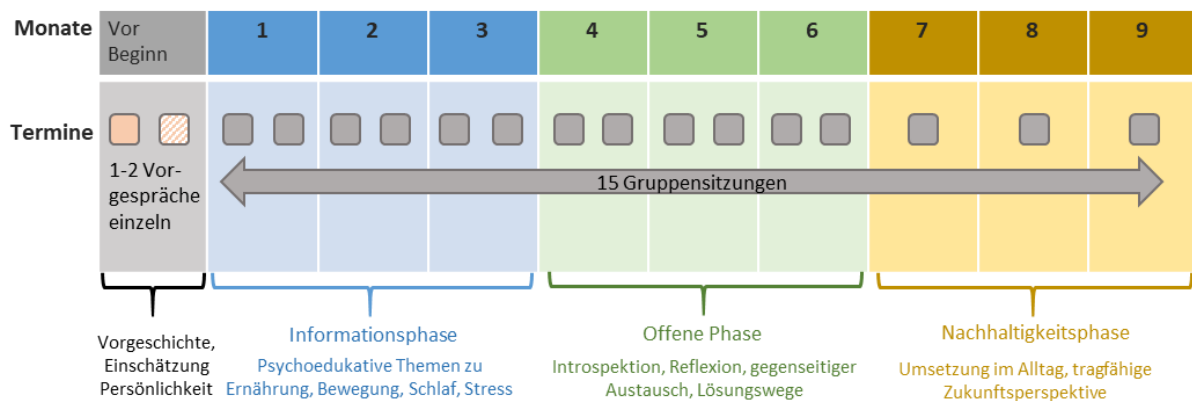 Monate
Vor
Beginn
1
2
3
4
5
6
7
8
9
Termine
1-2 Vor-
gespräche
einzeln
15 Gruppensitzungen
Vorgeschichte,
Einschätzung
Persönlichkeit
Informationsphase
Psychoedukative Themen zu
Ernährung, Bewegung, Schlaf, Stress
Offene Phase
Introspektion, Reflexion, gegenseitiger
Austausch, Lösungswege
Nachhaltigkeitsphase
Umsetzung im Alltag, tragfähige
Zukunftsperspektive